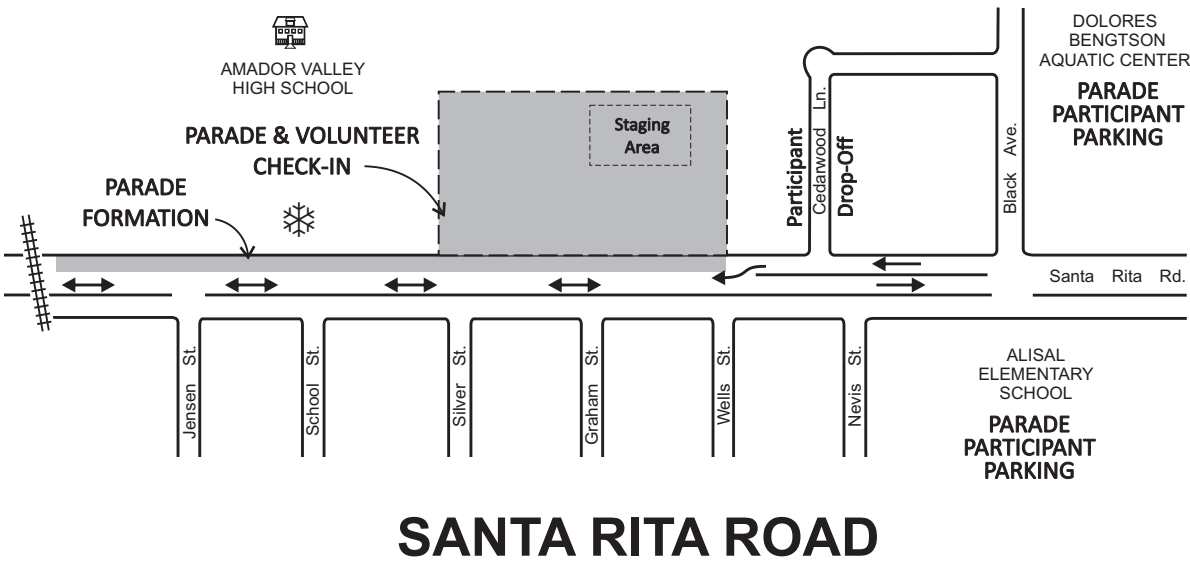 AMADOR VALLEY
HIGH SCHOOL
PARADE & VOLUNTEER
CHECK-IN
PARADE
FORMATION
Staging
Area
Participant
Cedarwood Ln.
Drop-Off
Black Ave.
DOLORES
BENGTSON
AQUATIC CENTER
PARADE
PARTICIPANT
PARKING
Santa Rita Rd.
Jensen St.
School St.
Silver St.
Graham St.
Wells St.
Nevis St.
ALISAL
ELEMENTARY
SCHOOL
PARADE
PARTICIPANT
PARKING
SANTA RITA ROAD